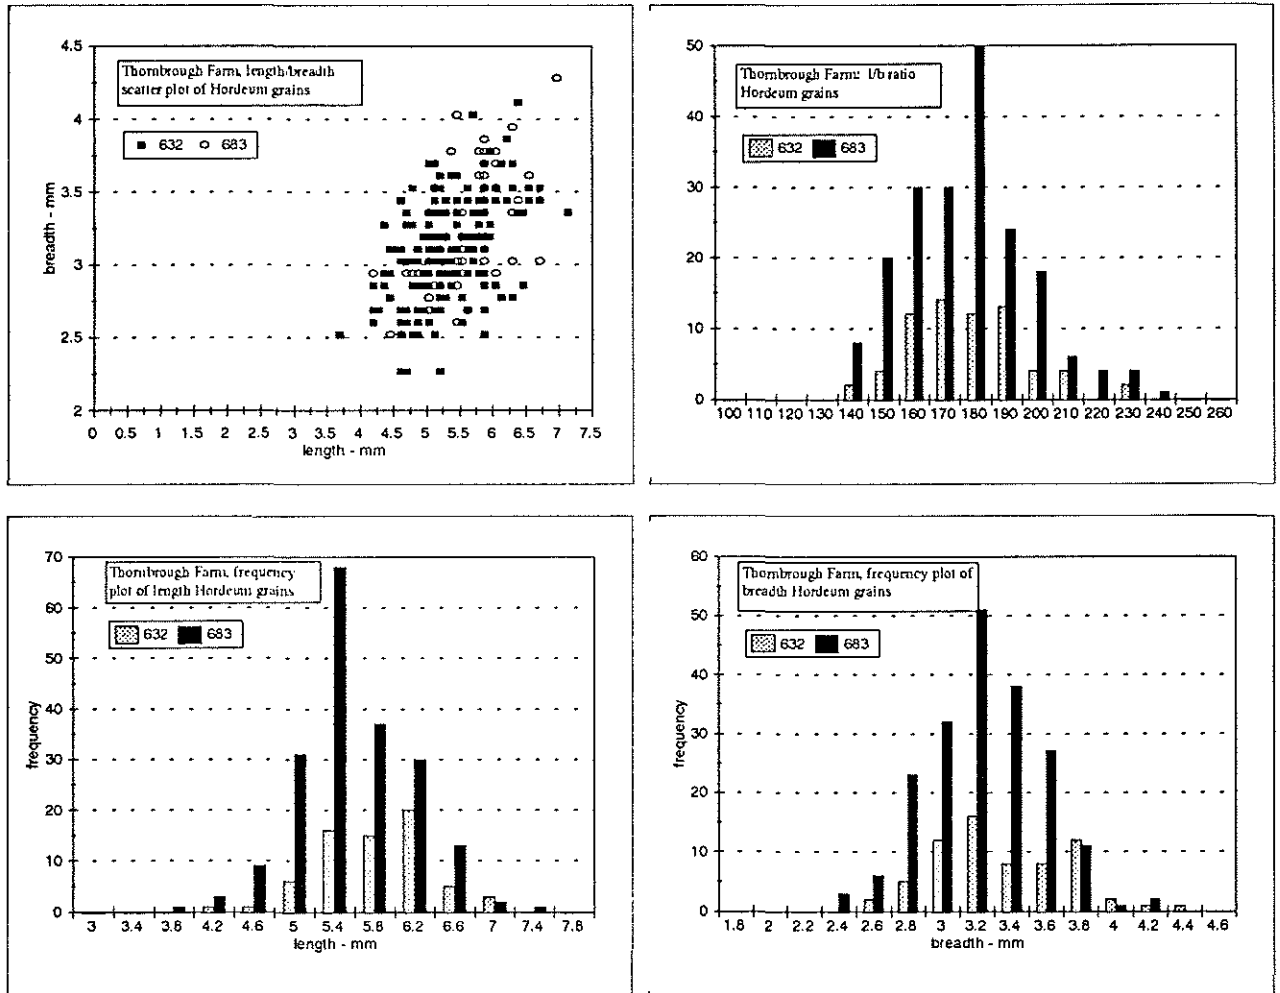 Thornbrough Farm, length/breadth
scatter plot of Hordeum grains
632 683
4.5
4
3.5
3
2.5
2
breadth - mm
0 0.5 1 1.5 2 2.5 3 3.5 4 4.5 5 5.5 6 6.5 7 7.5
length - mm
Thornbrough Farm: l/b ratio
Hordeum grains
632 683
50
40
30
20
10
0
100 110 120 130 140 150 160 170 180 190 200 210 220 230 240 250 260
Thornbrough Farm, frequency
plot of length Hordeum grains
632 683
70
60
50
40
30
20
10
0
frequency
3 3.4 3.8 4.2 4.6 5 5.4 5.8 6.2 6.6 7 7.4 7.8
length - mm
Thornbrough Farm, frequency plot of
breadth Hordeum grains
632 683
60
50
40
30
20
10
0
frequency
1.8 2 2.2 2.4 2.6 2.8 3 3.2 3.4 3.6 3.8 4 4.2 4.4 4.6
breadth - mm